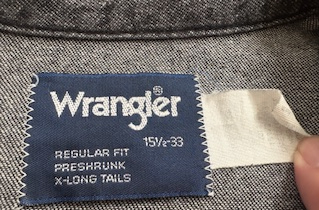 Wrangler®
15½-33
REGULAR FIT
PRESHRUNK
X-LONG TAILS